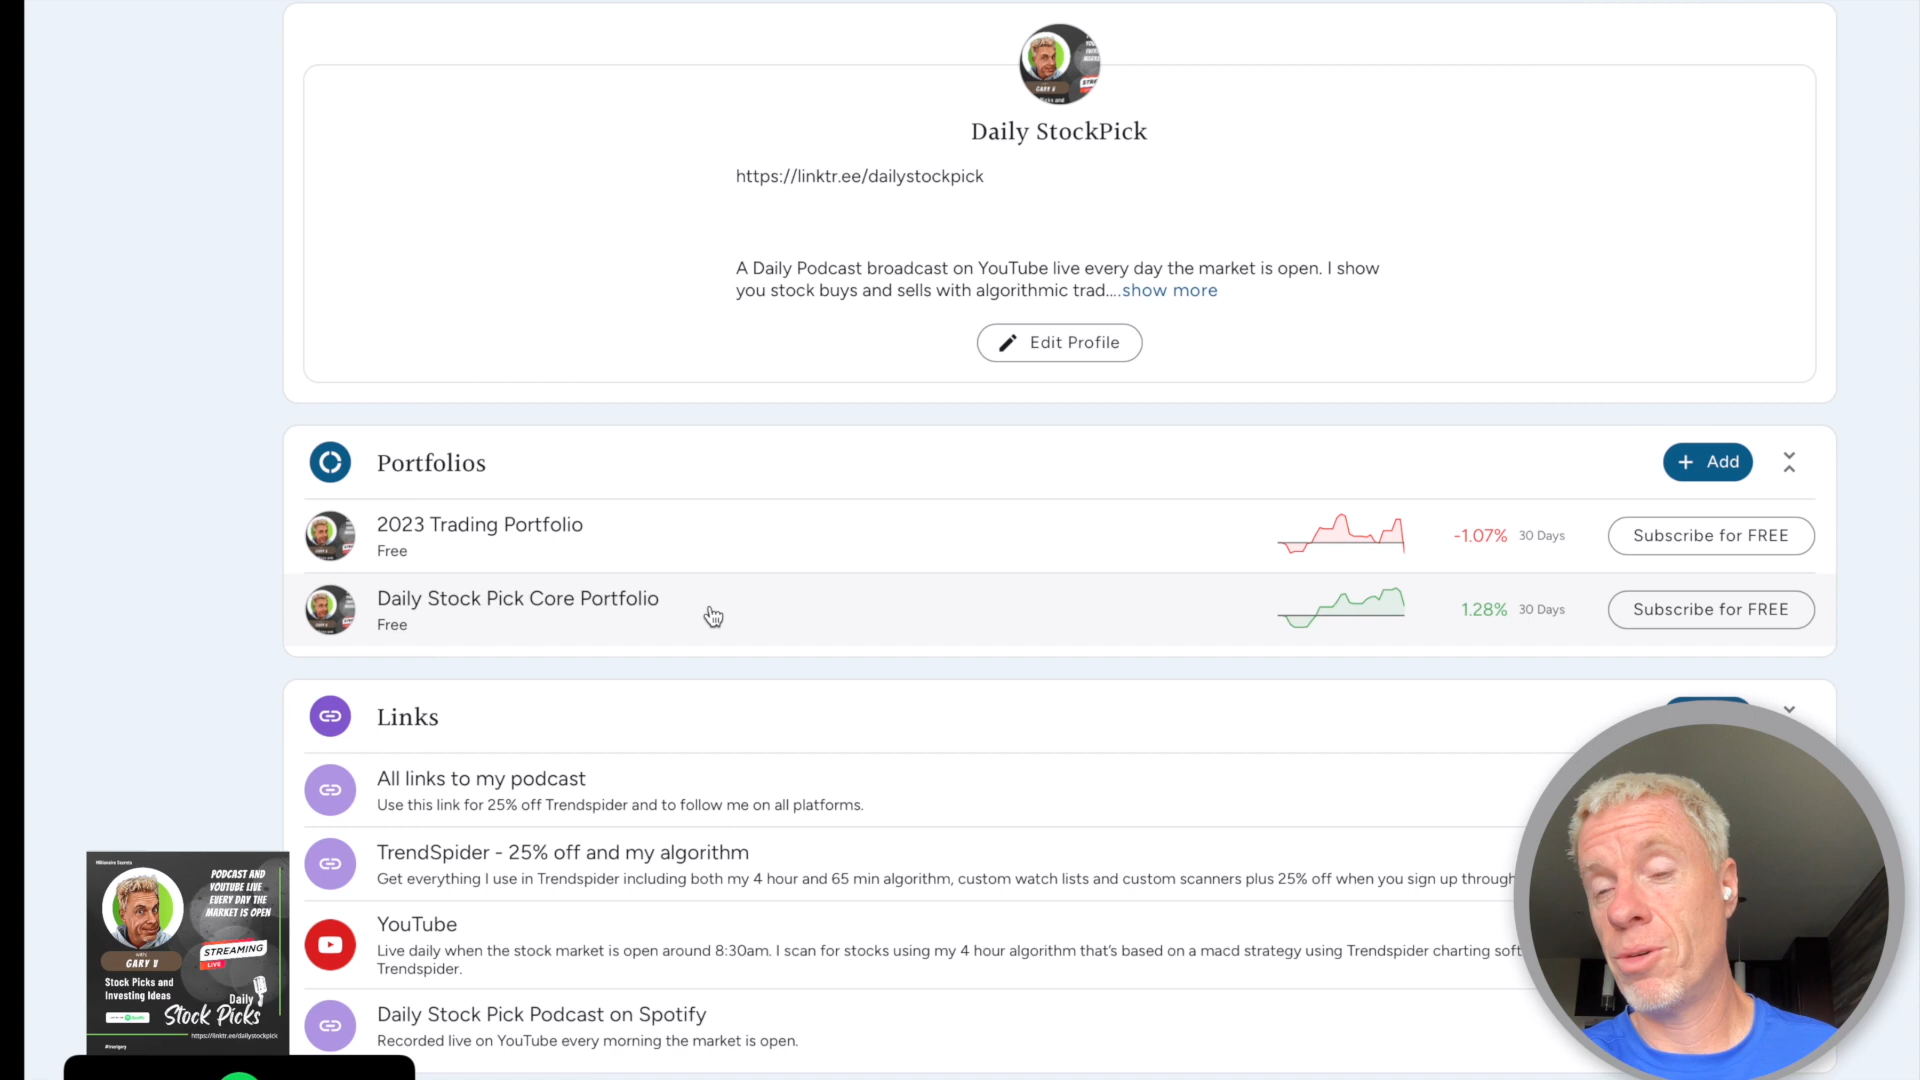 Daily StockPick
https://linktr.ee/dailystockpick
A Daily Podcast broadcast on YouTube live every day the market is open. I show
you stock buys and sells with algorithmic trad....show more
Edit Profile
Portfolios
+ Add
2023 Trading Portfolio
Free
-1.07% 30 Days
Subscribe for FREE
Daily Stock Pick Core Portfolio
Free
1.28% 30 Days
Subscribe for FREE
Links
All links to my podcast
Use this link for 25% off Trendspider and to follow me on all platforms.
TrendSpider - 25% off and my algorithm
Get everything I use in Trendspider including both my 4 hour and 65 min algorithm, custom watch lists and custom scanners plus 25% off when you sign up through
YouTube
Live daily when the stock market is open around 8:30am. I scan for stocks using my 4 hour algorithm that's based on a macd strategy using Trendspider charting soft
Trendspider.
Daily Stock Pick Podcast on Spotify
Recorded live on YouTube every morning the market is open.
Millionaire Secrets
PODCAST AND
YOUTUBE LIVE
EVERY DAY THE
MARKET IS OPEN
STREAMING
LIVE
with
GARY V
Stock Picks and
Investing Ideas
Daily
Stock Picks
https://linktr.ee/dailystockpick